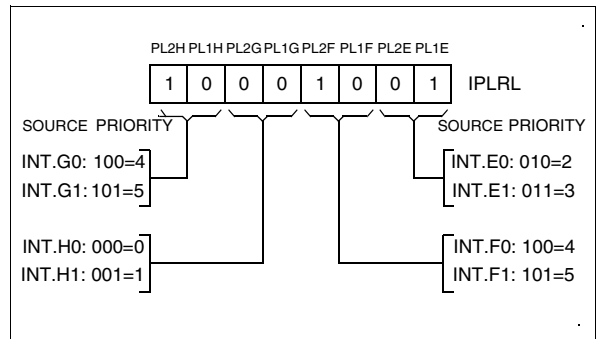 PL2H PL1H PL2G PL1G PL2F PL1F PL2E PL1E
1 0 0 0 1 0 0 1 IPLRL
SOURCE PRIORITY SOURCE PRIORITY
INT.G0: 100=4 INT.E0: 010=2
INT.G1: 101=5 INT.E1: 011=3
INT.H0: 000=0 INT.F0: 100=4
INT.H1: 001=1 INT.F1: 101=5